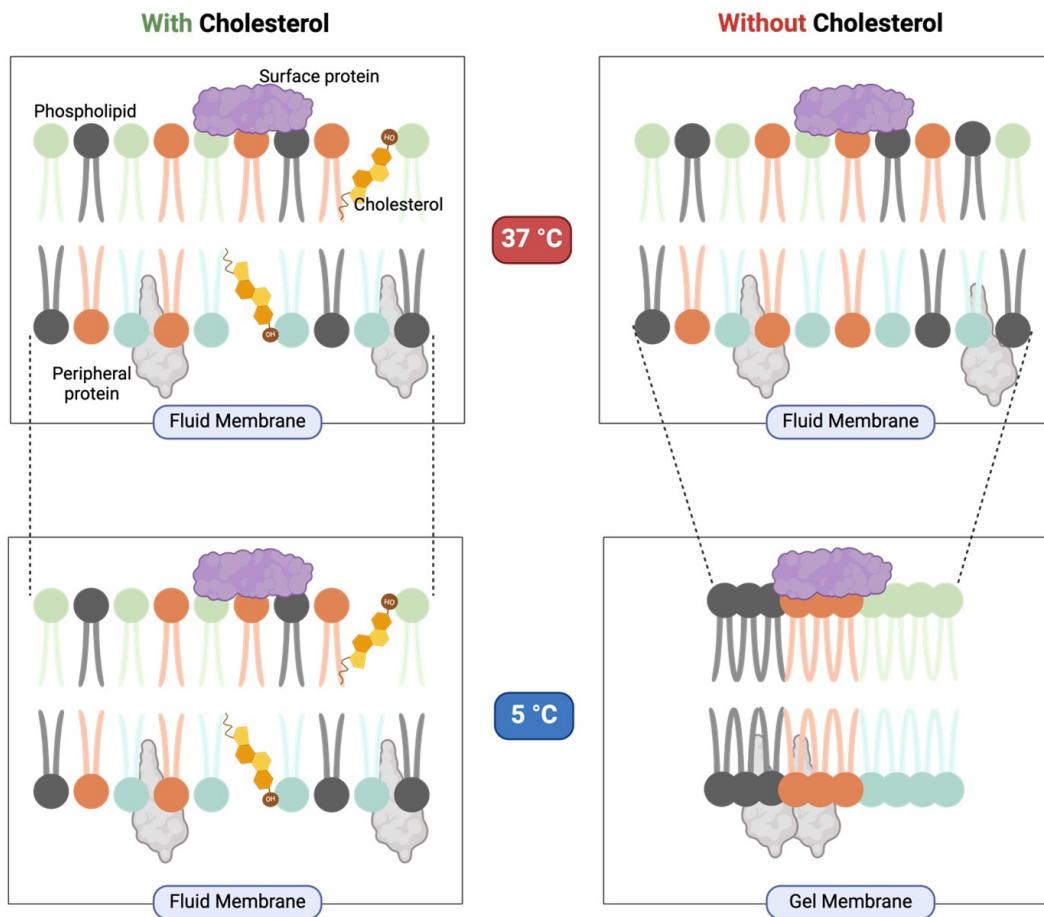 With Cholesterol
Without Cholesterol
Surface protein
Phospholipid
HO
Cholesterol
37 °C
OH
Peripheral
protein
Fluid Membrane
Fluid Membrane
HO
5 °C
OH
Fluid Membrane
Gel Membrane